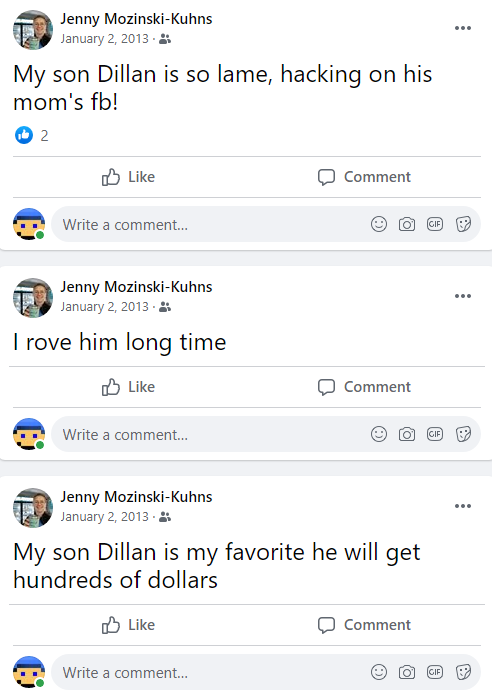 Jenny Mozinski-Kuhns
January 2, 2013 ·
My son Dillan is so lame, hacking on his
mom's fb!
2
Like Comment
Write a comment... GIF
Jenny Mozinski-Kuhns
January 2, 2013 ·
I rove him long time
Like Comment
Write a comment... GIF
Jenny Mozinski-Kuhns
January 2, 2013 ·
My son Dillan is my favorite he will get
hundreds of dollars
Like Comment
Write a comment... GIF